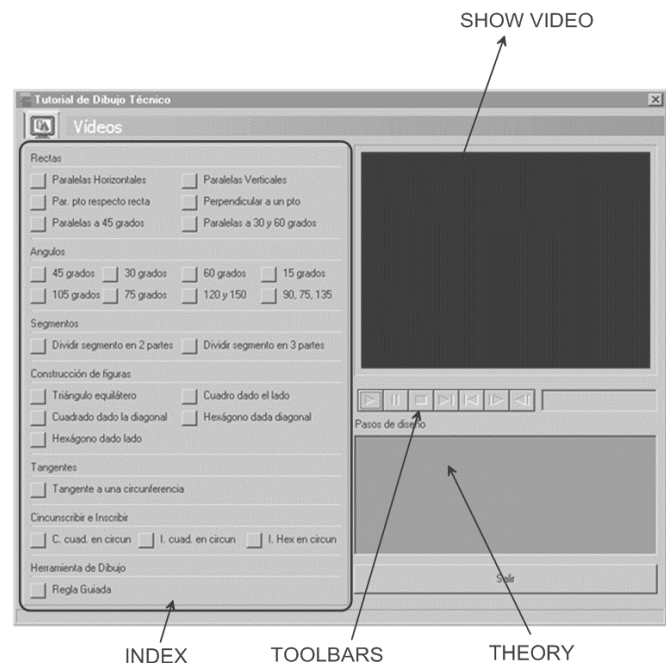 SHOW VIDEO
Tutorial de Dibujo Técnico
Vídeos
Rectas
Paralelas Horizontales Paralelas Verticales
Par. pto respecto recta Perpendicular a un pto
Paralelas a 45 grados Paralelas a 30 y 60 grados
Angulos
45 grados 30 grados 60 grados 15 grados
105 grados 75 grados 120 y 150 90, 75, 135
Segmentos
Dividir segmento en 2 partes Dividir segmento en 3 partes
Construcción de figuras
Triángulo equilátero Cuadro dado el lado
Cuadrado dado la diagonal Hexágono dada diagonal
Hexágono dado lado
Tangentes
Tangente a una circunferencia
Circunscribir e Inscribir
C. cuad. en circun I. cuad. en circun I. Hex en circun
Herramienta de Dibujo
Regla Guiada
Pasos de diseño
Salir
INDEX TOOLBARS THEORY